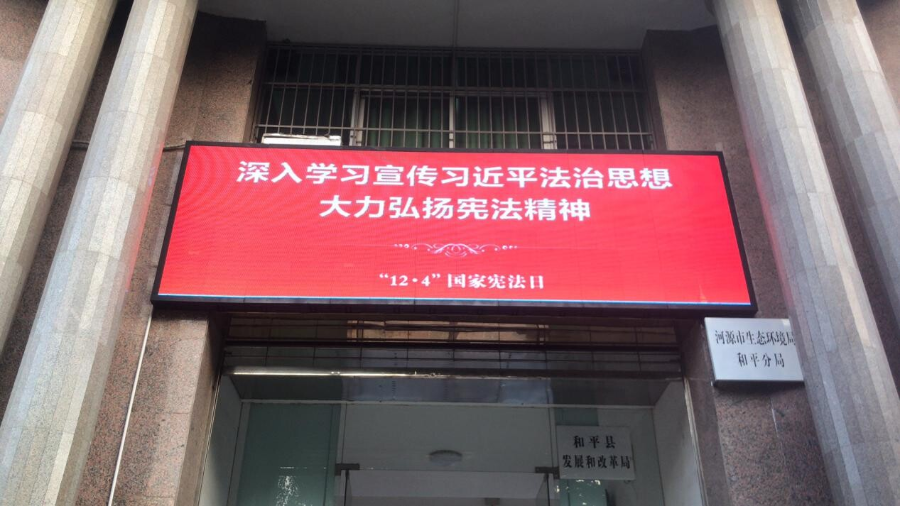 深入学习宣传习近平法治思想
大力弘扬宪法精神
“12·4”国家宪法日
河源市生态环境局
和平分局
和平县
发展和改革局